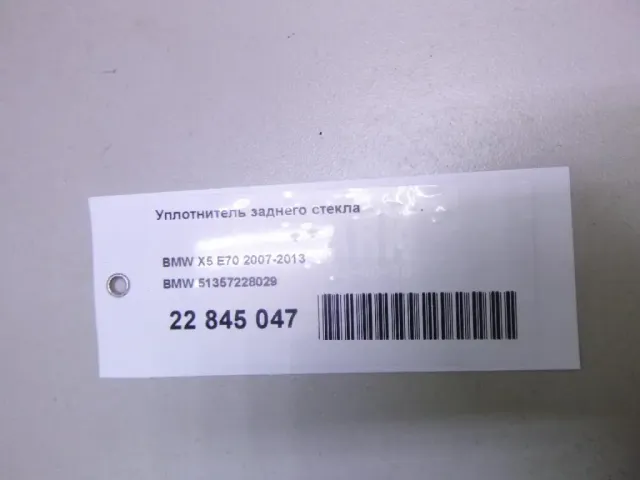 Уплотнитель заднего стекла
BMW X5 E70 2007-2013
BMW 51357228029
22 845 047